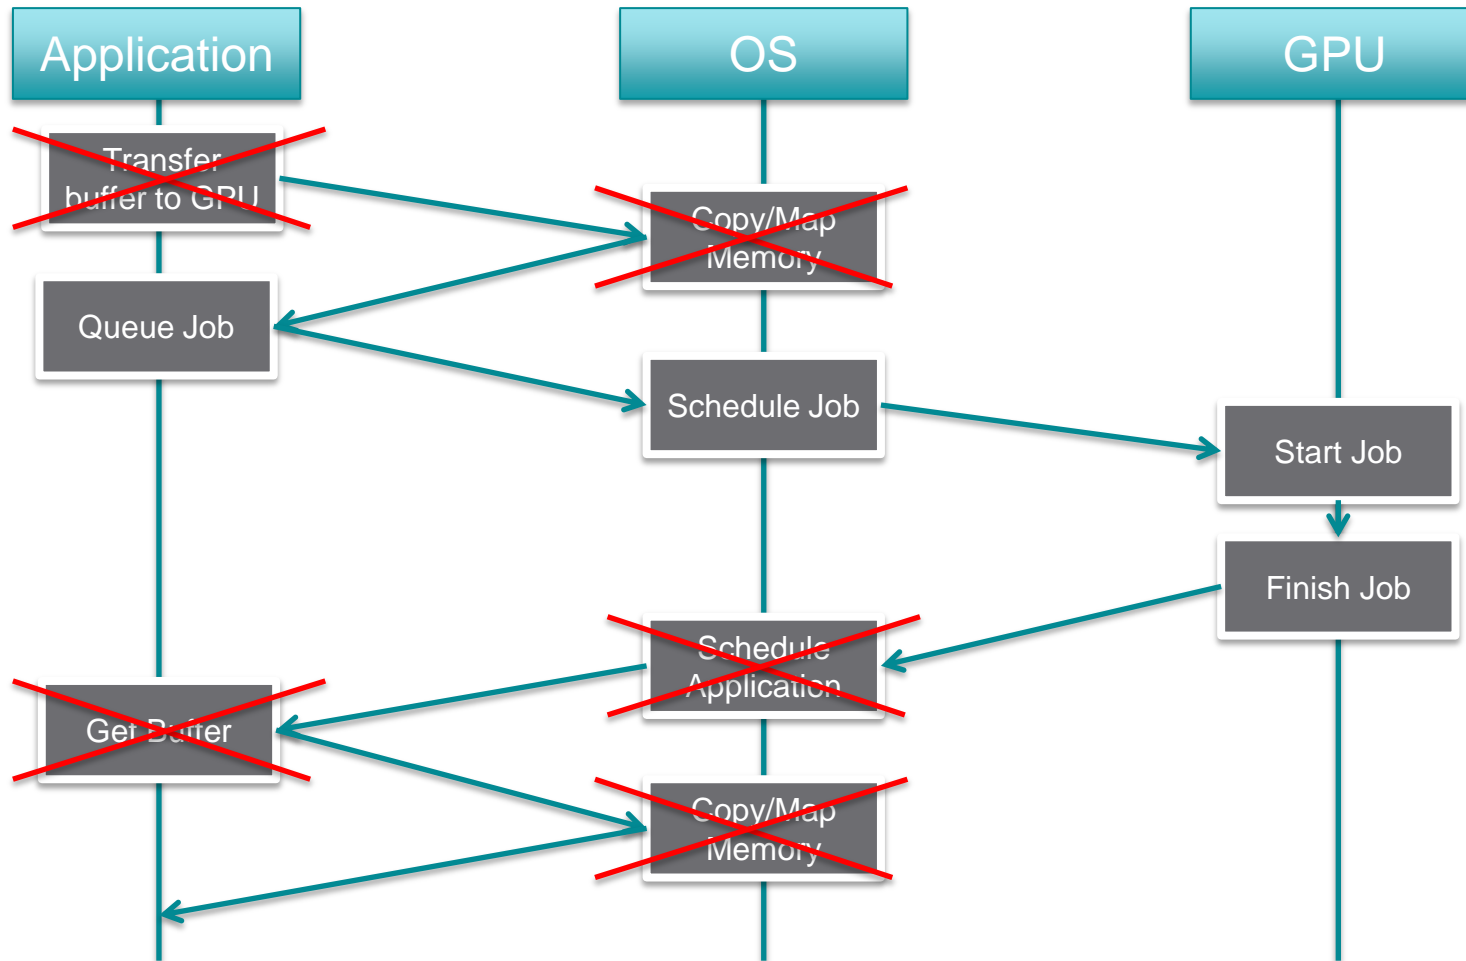 Application
OS
GPU
Transfer
buffer to GPU
Copy/Map
Memory
Queue Job
Schedule Job
Start Job
Finish Job
Schedule
Application
Get Buffer
Copy/Map
Memory